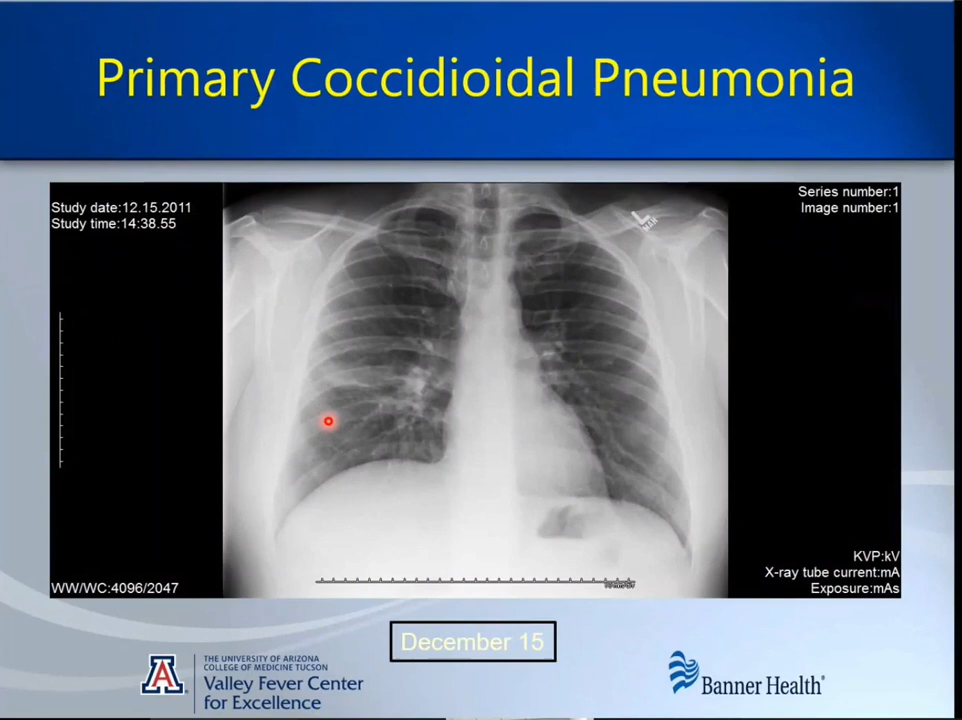 Primary Coccidioidal Pneumonia
Study date:12.15.2011
Study time:14:38.55
Series number:1
Image number:1
L
KVP:kV
X-ray tube current:mA
Exposure:mAs
WW/WC:4096/2047
December 15
A
THE UNIVERSITY OF ARIZONA
COLLEGE OF MEDICINE TUCSON
Valley Fever Center
for Excellence
Banner Health®